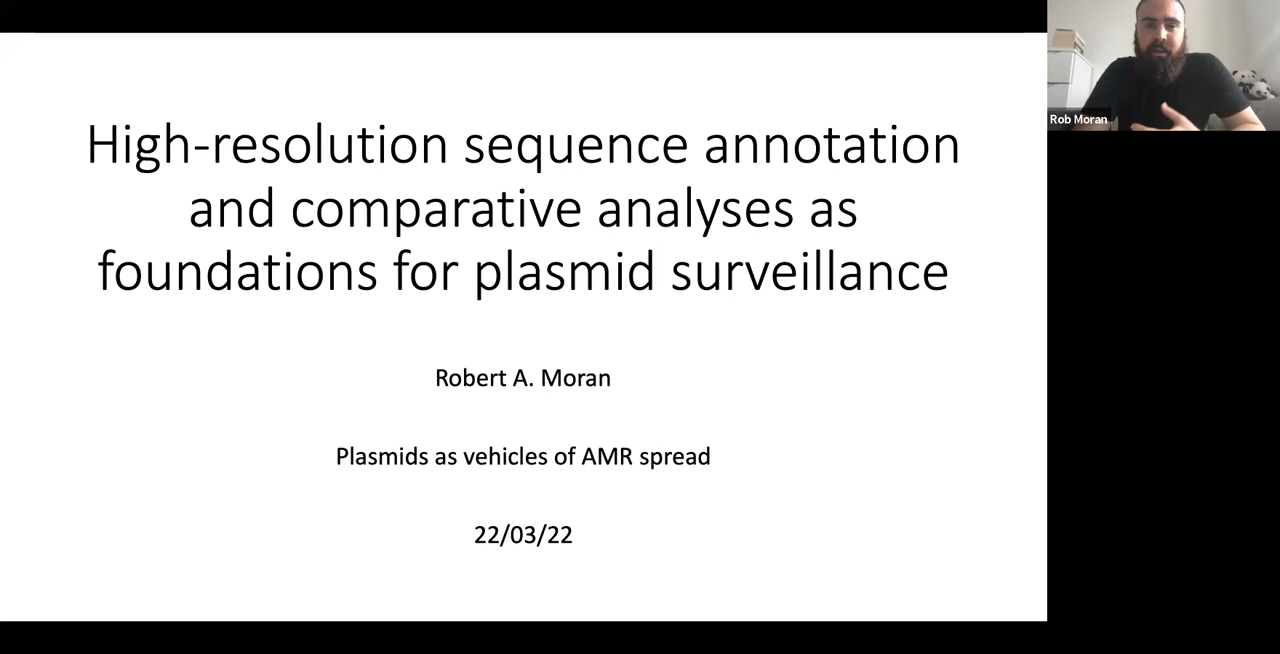 High-resolution sequence annotation
and comparative analyses as
foundations for plasmid surveillance
Robert A. Moran
Plasmids as vehicles of AMR spread
22/03/22
Rob Moran